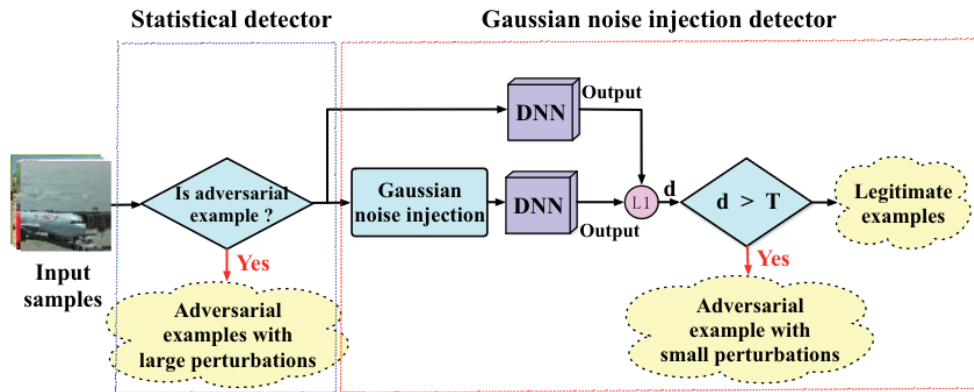 Statistical detector
Gaussian noise injection detector
Output
DNN
Is adversarial
example ?
Gaussian
noise injection
DNN
Output
L1
d
d > T
Legitimate
examples
Input
samples
Yes
Yes
Adversarial
examples with
large perturbations
Adversarial
example with
small perturbations